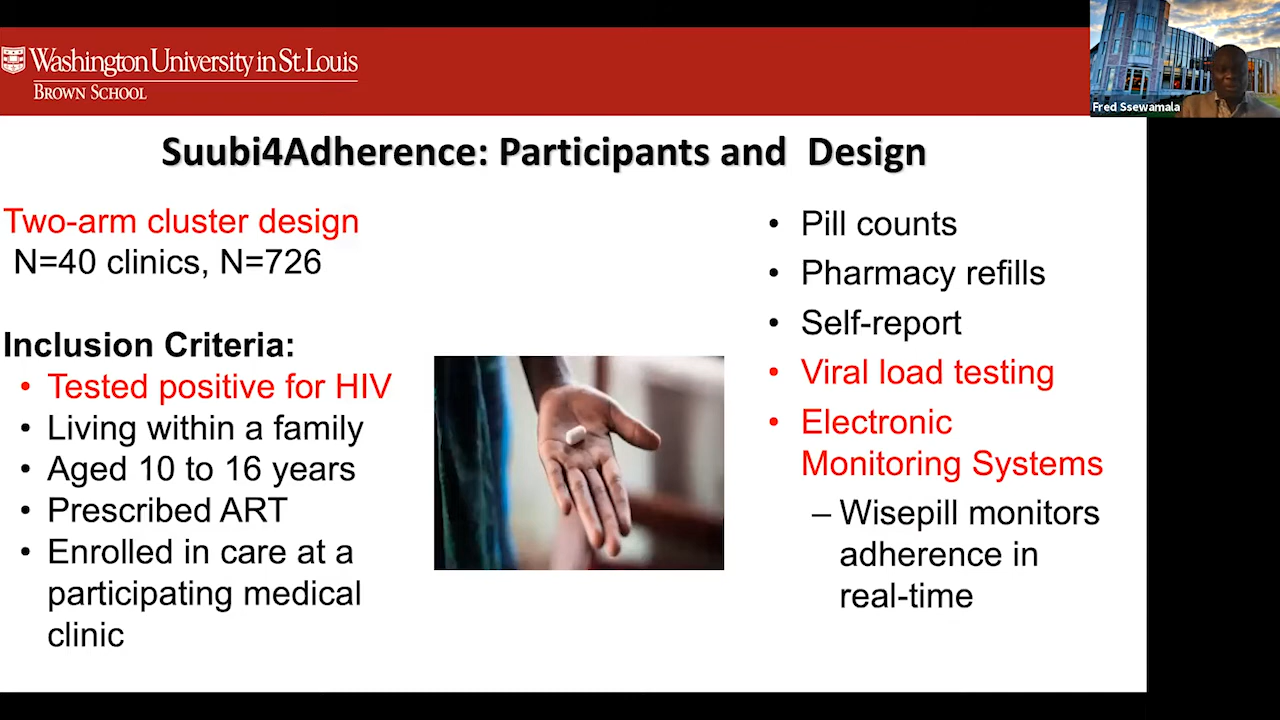 Washington University in St. Louis
BROWN SCHOOL
Fred Ssewamala
Suubi4Adherence: Participants and Design
Two-arm cluster design
N=40 clinics, N=726
Inclusion Criteria:
• Tested positive for HIV
• Living within a family
• Aged 10 to 16 years
• Prescribed ART
• Enrolled in care at a
participating medical
clinic
• Pill counts
• Pharmacy refills
• Self-report
• Viral load testing
• Electronic
Monitoring Systems
– Wisepill monitors
adherence in
real-time